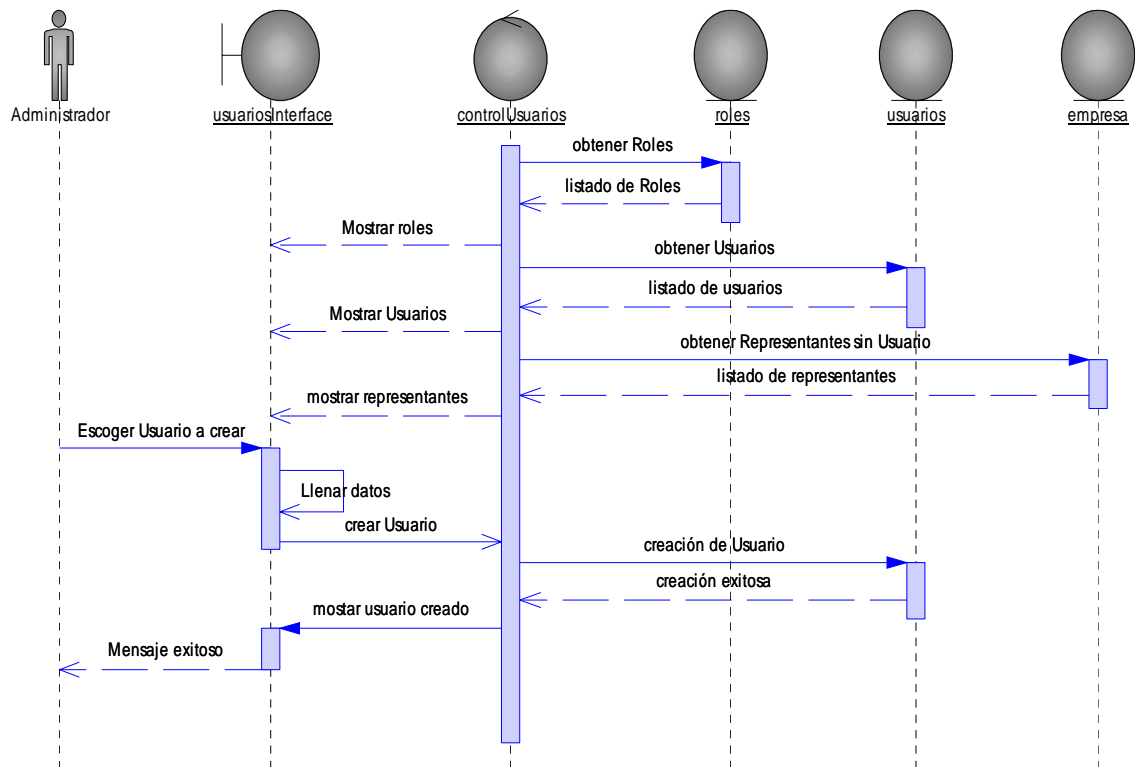 Administrador
usuariosInterface
controlUsuarios
roles
usuarios
empresa
obtener Roles
listado de Roles
Mostrar roles
obtener Usuarios
listado de usuarios
Mostrar Usuarios
obtener Representantes sin Usuario
listado de representantes
mostrar representantes
Escoger Usuario a crear
Llenar datos
crear Usuario
creación de Usuario
creación exitosa
mostar usuario creado
Mensaje exitoso